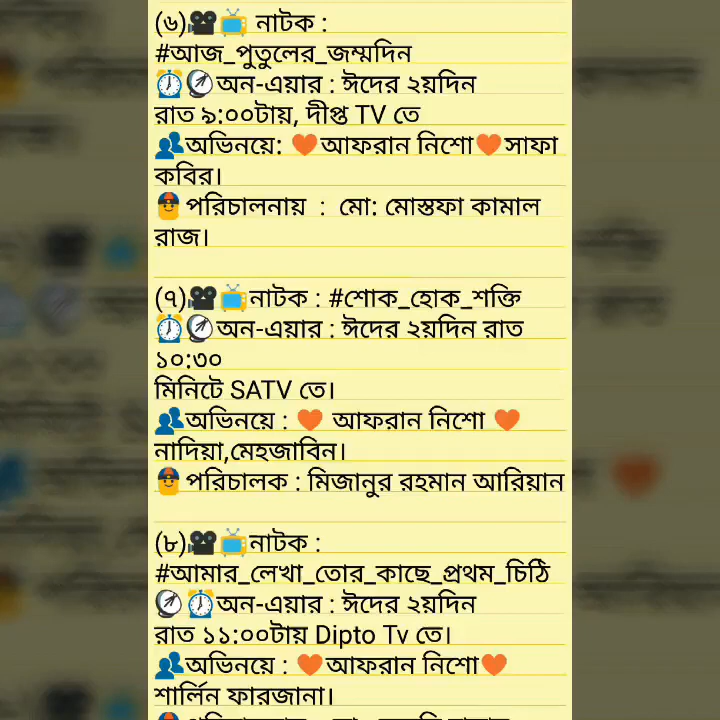 (৬)🎥📺 নাটক :
#আজ_পুতুলের_জম্মদিন
⏰📡অন-এয়ার : ঈদের ২য়দিন
রাত ৯:০০টায়, দীপ্ত TV তে
👥অভিনয়ে: ❤️আফরান নিশো❤️সাফা
কবির।
👷 পরিচালনায় : মো: মোস্তফা কামাল
রাজ।
(৭)🎥📺নাটক : #শোক_হোক_শক্তি
⏰📡অন-এয়ার : ঈদের ২য়দিন রাত
১০:৩০
মিনিটে SATV তে।
👥অভিনয়ে : ❤️ আফরান নিশো ❤️
নাদিয়া,মেহজাবিন।
👷 পরিচালক : মিজানুর রহমান আরিয়ান
(৮)🎥📺নাটক :
#আমার_লেখা_তোর_কাছে_প্রথম_চিঠি
📡⏰অন-এয়ার : ঈদের ২য়দিন
রাত ১১:০০টায় Dipto Tv তে।
👥অভিনয়ে : ❤️আফরান নিশো❤️
শার্লিন ফারজানা।